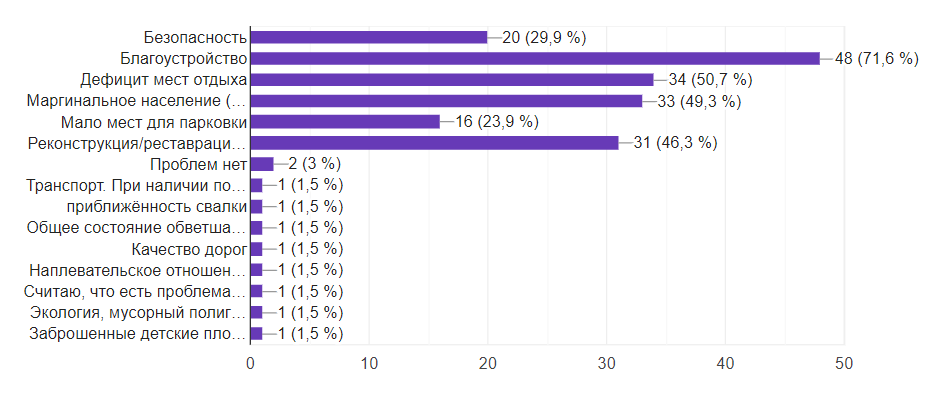 Безопасность 20 (29,9 %)
Благоустройство 48 (71,6 %)
Дефицит мест отдыха 34 (50,7 %)
Маргинальное население (… 33 (49,3 %)
Мало мест для парковки 16 (23,9 %)
Реконструкция/реставраци… 31 (46,3 %)
Проблем нет 2 (3 %)
Транспорт. При наличии по… 1 (1,5 %)
приближённость свалки 1 (1,5 %)
Общее состояние обветша… 1 (1,5 %)
Качество дорог 1 (1,5 %)
Наплевательское отношен… 1 (1,5 %)
Считаю, что есть проблема… 1 (1,5 %)
Экология, мусорный полиг… 1 (1,5 %)
Заброшенные детские пло… 1 (1,5 %)
0 10 20 30 40 50